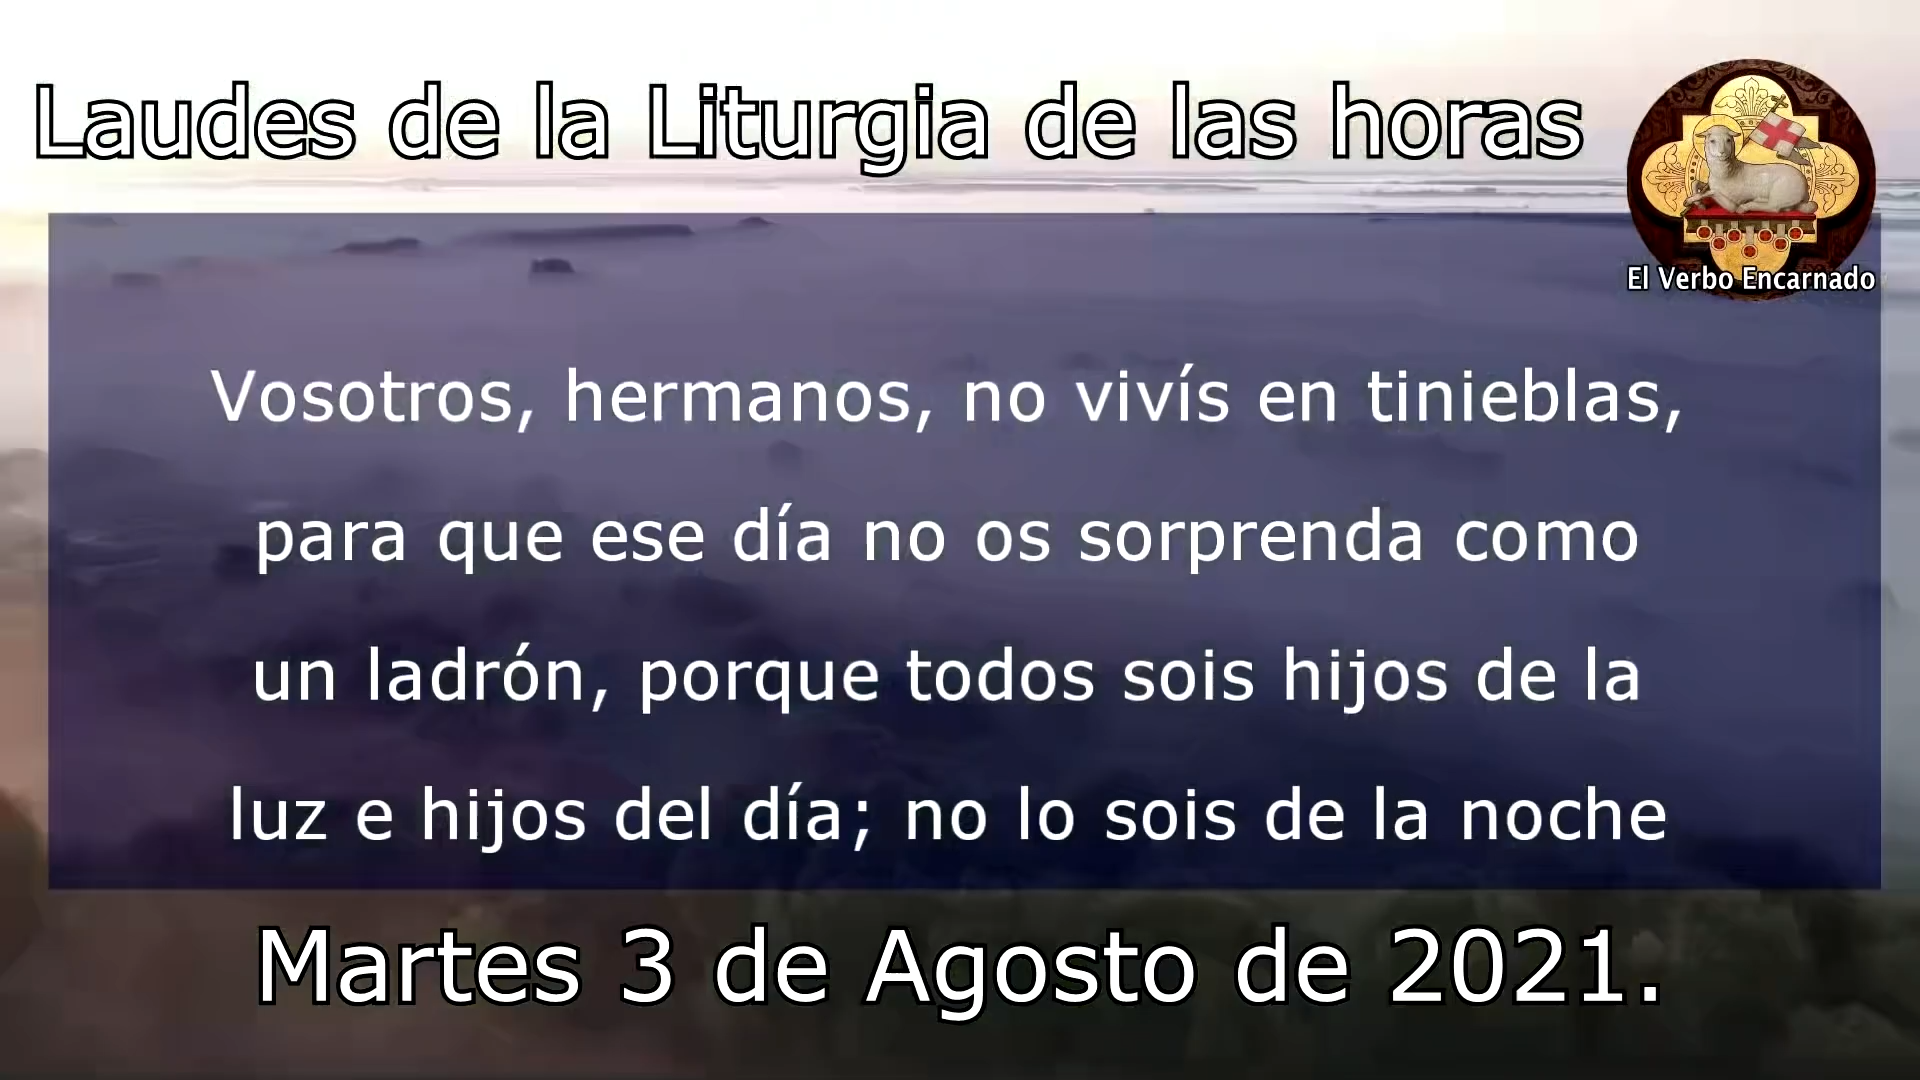 Laudes de la Liturgia de las horas
El Verbo Encarnado
Vosotros, hermanos, no vivís en tinieblas,
para que ese día no os sorprenda como
un ladrón, porque todos sois hijos de la
luz e hijos del día; no lo sois de la noche
Martes 3 de Agosto de 2021.